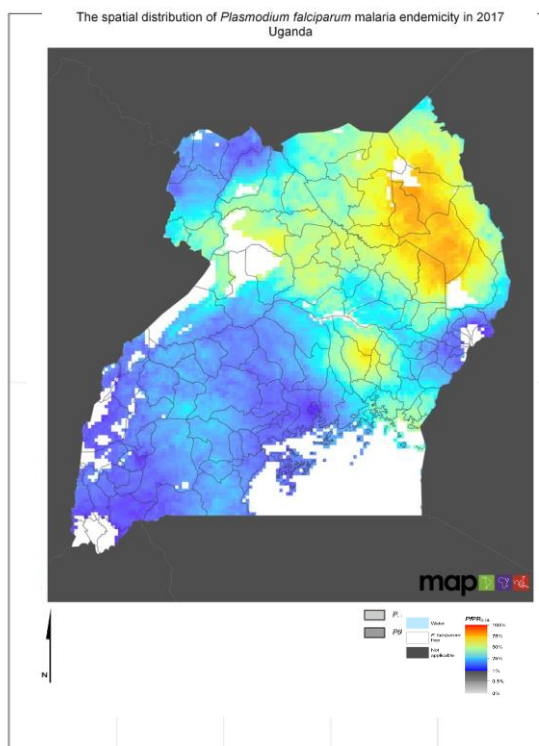 The spatial distribution of Plasmodium falciparum malaria endemicity in 2017
Uganda
map
N
Water
P. falciparum
free
Not
applicable
100%
75%
50%
25%
1%
0.5%
0%